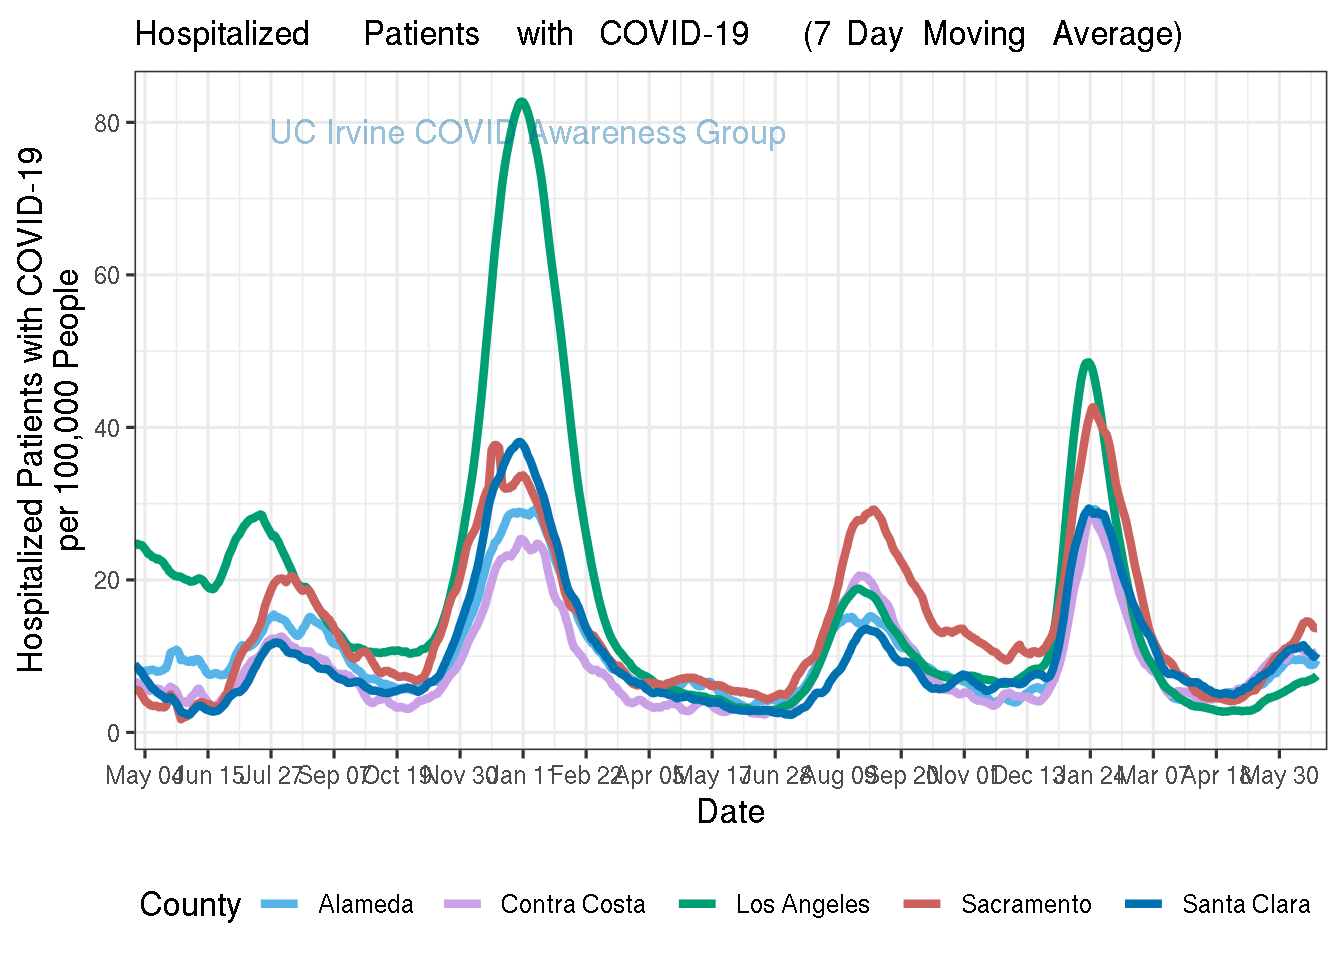 Hospitalized Patients with COVID-19 (7 Day Moving Average)
UC Irvine COVID Awareness Group
Hospitalized Patients with COVID-19
per 100,000 People
80
60
40
20
0
May 04 Jun 15 Jul 27 Sep 07 Oct 19 Nov 30 Jan 11 Feb 22 Apr 05 May 17 Jun 28 Aug 09 Sep 20 Nov 01 Dec 13 Jan 24 Mar 07 Apr 18 May 30
Date
County Alameda Contra Costa Los Angeles Sacramento Santa Clara